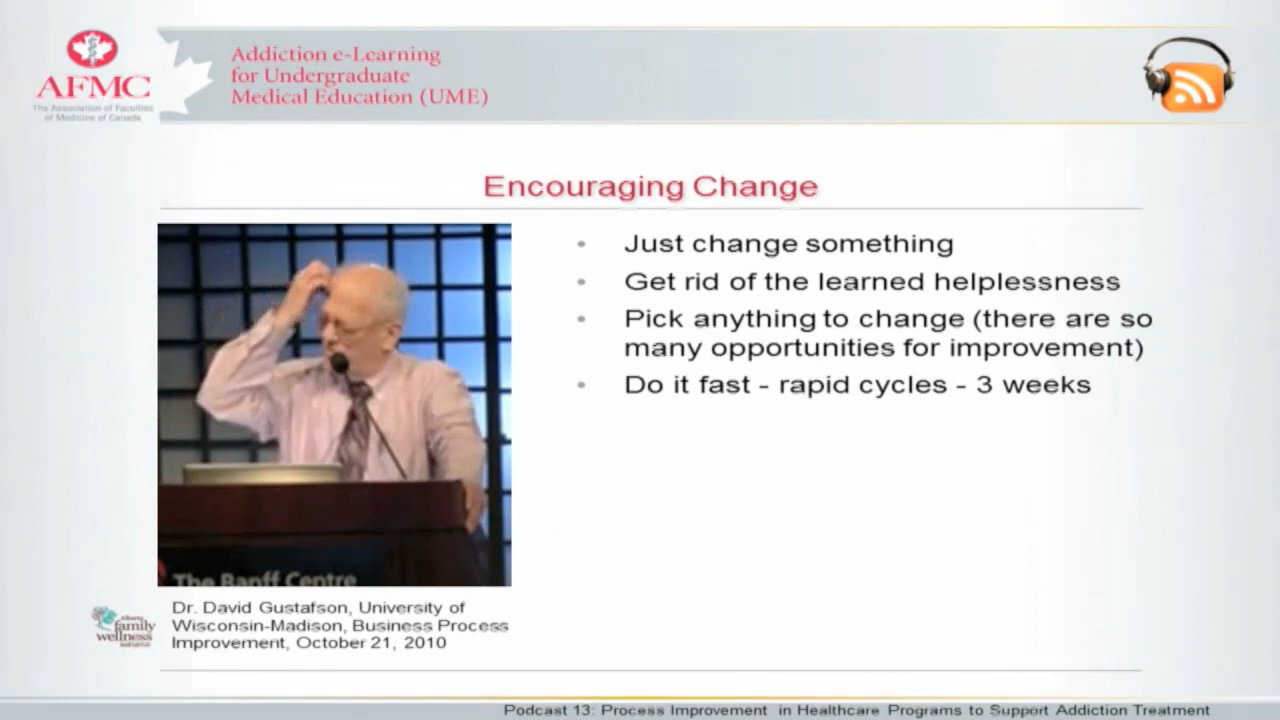 AFMC
The Association of Faculties
of Medicine of Canada
Addiction e-Learning
for Undergraduate
Medical Education (UME)
Encouraging Change
• Just change something
• Get rid of the learned helplessness
• Pick anything to change (there are so
many opportunities for improvement)
• Do it fast - rapid cycles - 3 weeks
The Banff Centre
Alberta
family
wellness
INITIATIVE
Dr. David Gustafson, University of
Wisconsin-Madison, Business Process
Improvement, October 21, 2010
Podcast 13: Process Improvement in Healthcare Programs to Support Addiction Treatment